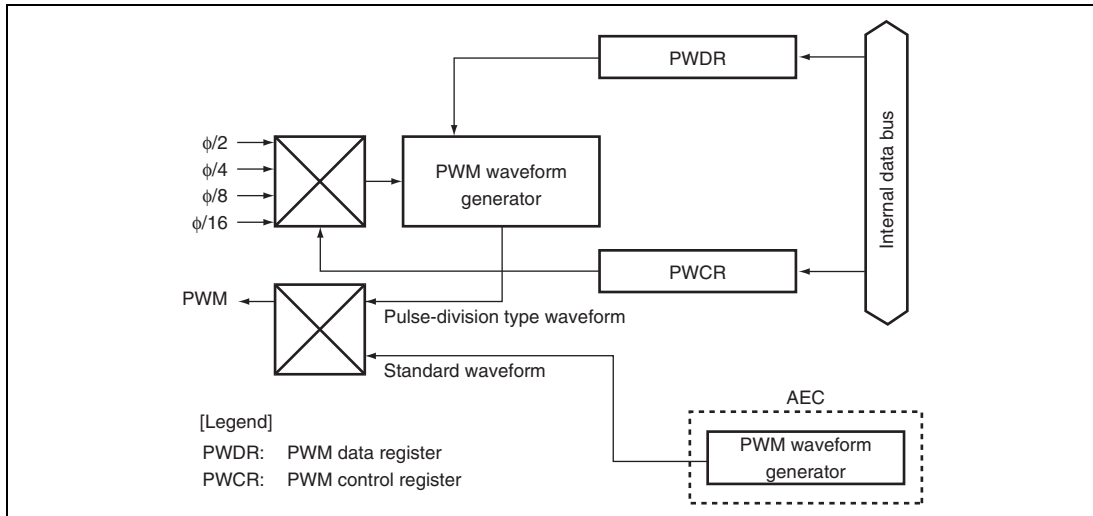 PWDR
ϕ/2
ϕ/4
ϕ/8
ϕ/16
PWM waveform
generator
Internal data bus
PWCR
PWM
Pulse-division type waveform
Standard waveform
AEC
PWM waveform
generator
[Legend]
PWDR: PWM data register
PWCR: PWM control register